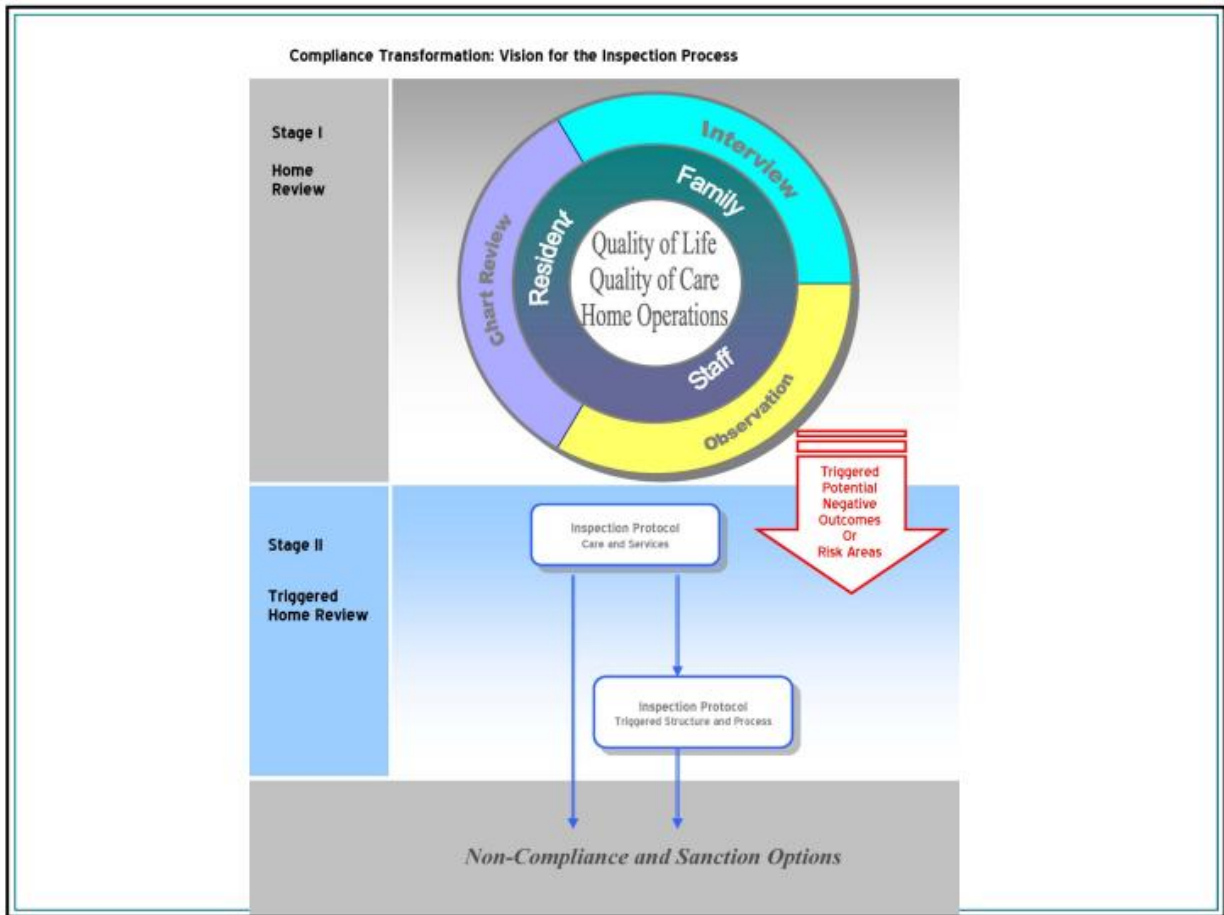 Compliance Transformation: Vision for the Inspection Process
Stage I
Home
Review
Interview
Chart Review
Observation
Family
Resident
Staff
Quality of Life
Quality of Care
Home Operations
Triggered
Potential
Negative
Outcomes
Or
Risk Areas
Stage II
Triggered
Home Review
Inspection Protocol
Care and Services
Inspection Protocol
Triggered Structure and Process
Non-Compliance and Sanction Options